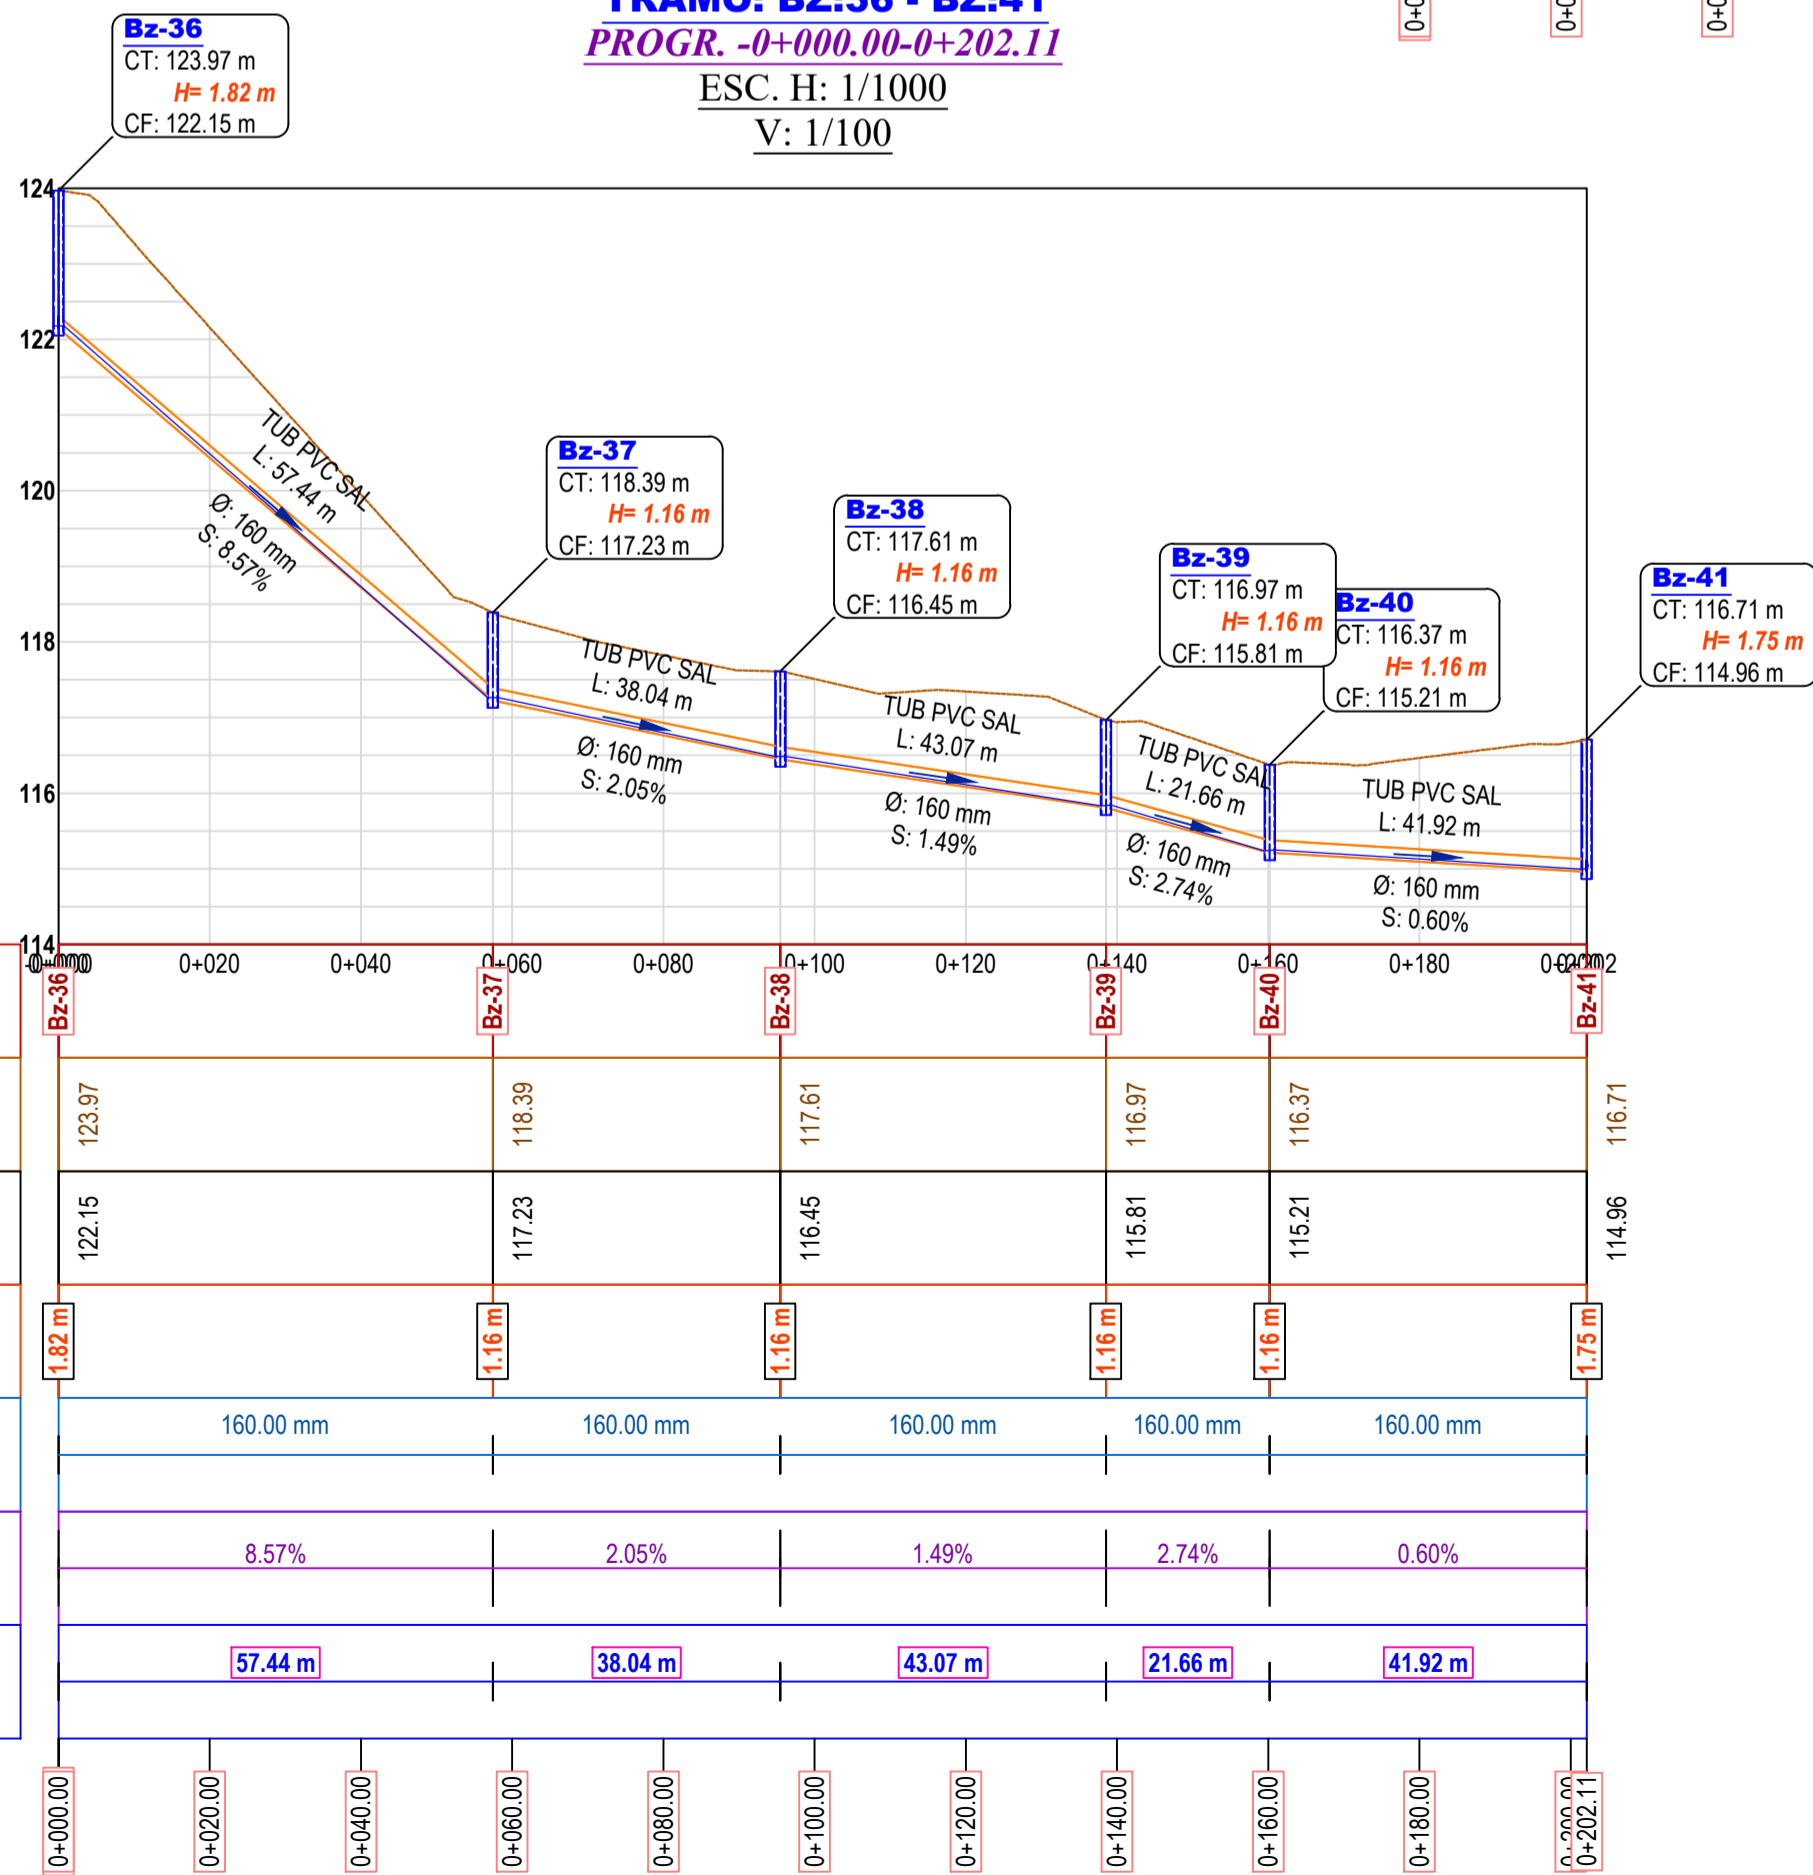 TRAMO: BZ:36 - BZ:41
PROGR. -0+000.00-0+202.11
ESC. H: 1/1000
V: 1/100
Bz-36
CT: 123.97 m
H= 1.82 m
CF: 122.15 m
Bz-37
CT: 118.39 m
H= 1.16 m
CF: 117.23 m
Bz-38
CT: 117.61 m
H= 1.16 m
CF: 116.45 m
Bz-39
CT: 116.97 m
H= 1.16 m
CF: 115.81 m
Bz-40
CT: 116.37 m
H= 1.16 m
CF: 115.21 m
Bz-41
CT: 116.71 m
H= 1.75 m
CF: 114.96 m
124
122
120
118
116
114
TUB PVC SAL
L: 57.44 m
Ø: 160 mm
S: 8.57%
TUB PVC SAL
L: 38.04 m
Ø: 160 mm
S: 2.05%
TUB PVC SAL
L: 43.07 m
Ø: 160 mm
S: 1.49%
TUB PVC SAL
L: 21.66 m
Ø: 160 mm
S: 2.74%
TUB PVC SAL
L: 41.92 m
Ø: 160 mm
S: 0.60%
0+020 0+040 0+060 0+080 0+100 0+120 0+140 0+160 0+180
Bz-36 Bz-37 Bz-38 Bz-39 Bz-40 Bz-41
123.97 118.39 117.61 116.97 116.37 116.71
122.15 117.23 116.45 115.81 115.21 114.96
1.82 m 1.16 m 1.16 m 1.16 m 1.16 m 1.75 m
160.00 mm 160.00 mm 160.00 mm 160.00 mm 160.00 mm
8.57% 2.05% 1.49% 2.74% 0.60%
57.44 m 38.04 m 43.07 m 21.66 m 41.92 m
0+000.00 0+020.00 0+040.00 0+060.00 0+080.00 0+100.00 0+120.00 0+140.00 0+160.00 0+180.00 0+200.00 0+202.11